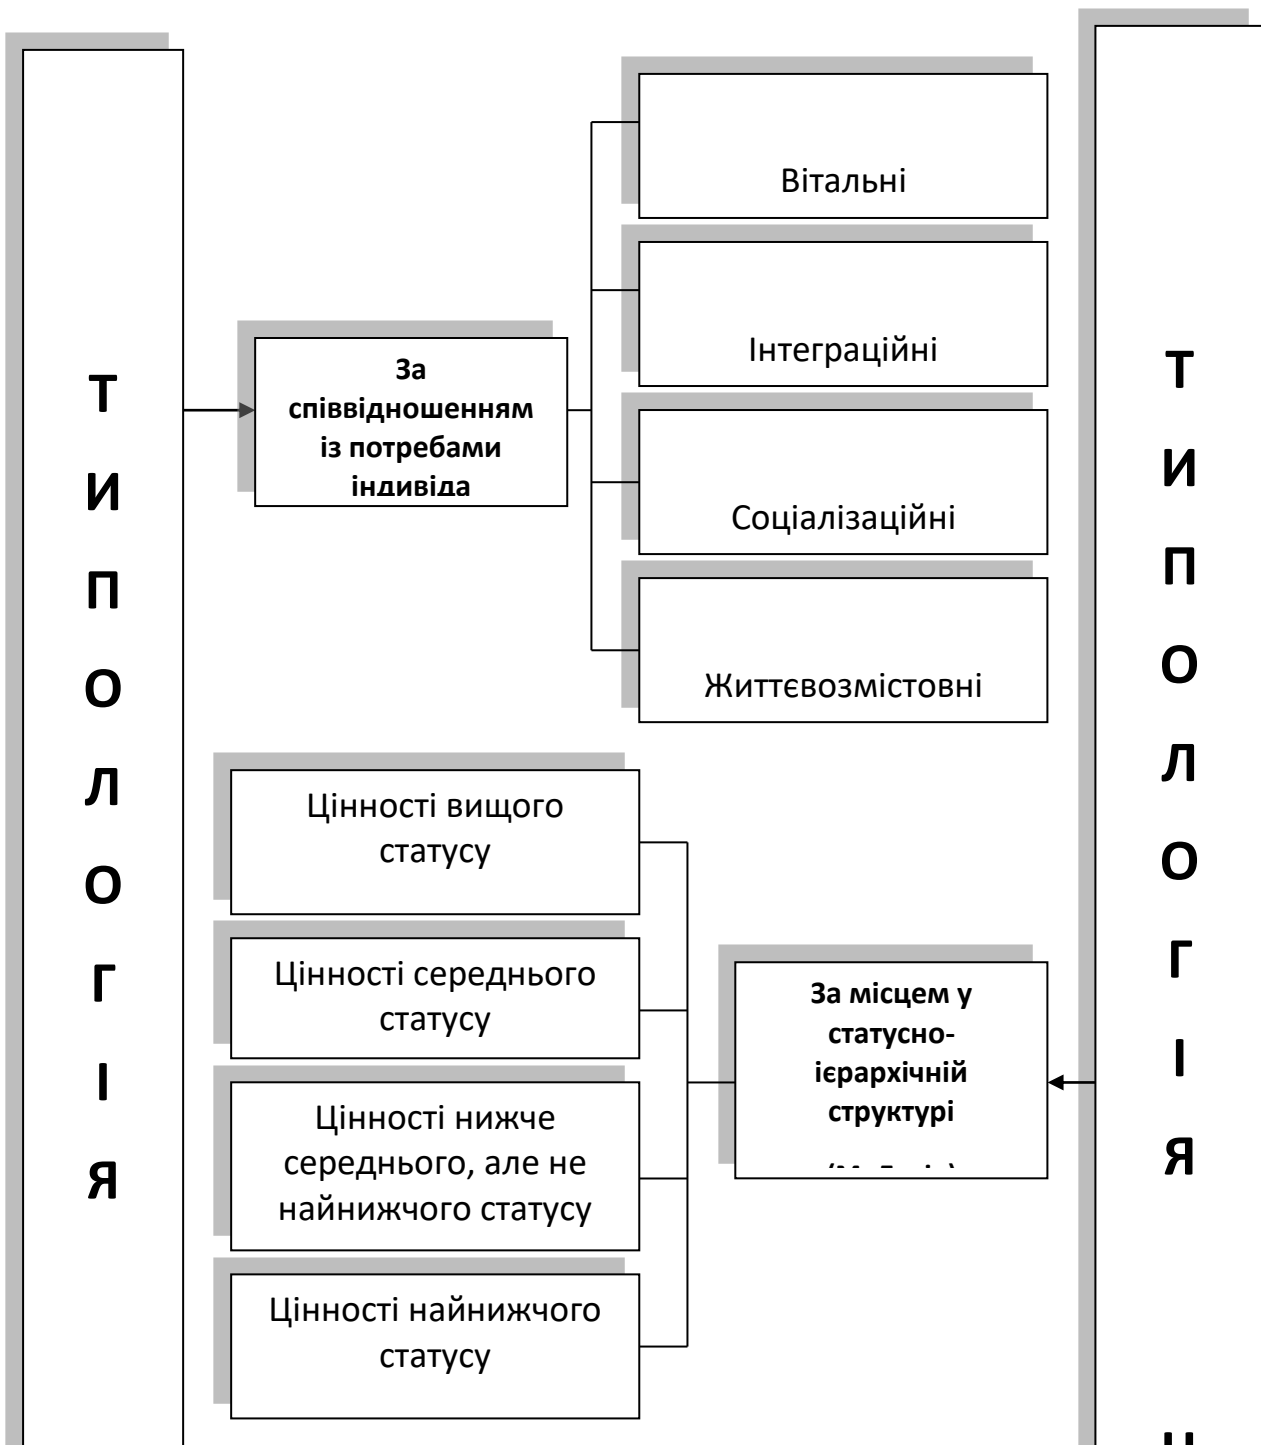 Т
И
П
О
Л
О
Г
І
Я
За
співвідношенням
із потребами
індивіда
Вітальні
Інтеграційні
Соціалізаційні
Життєвозмістовні
Цінності вищого
статусу
Цінності середнього
статусу
Цінності нижче
середнього, але не
найнижчого статусу
Цінності найнижчого
статусу
За місцем у
статусно-
ієрархічній
структурі
Т
И
П
О
Л
О
Г
І
Я